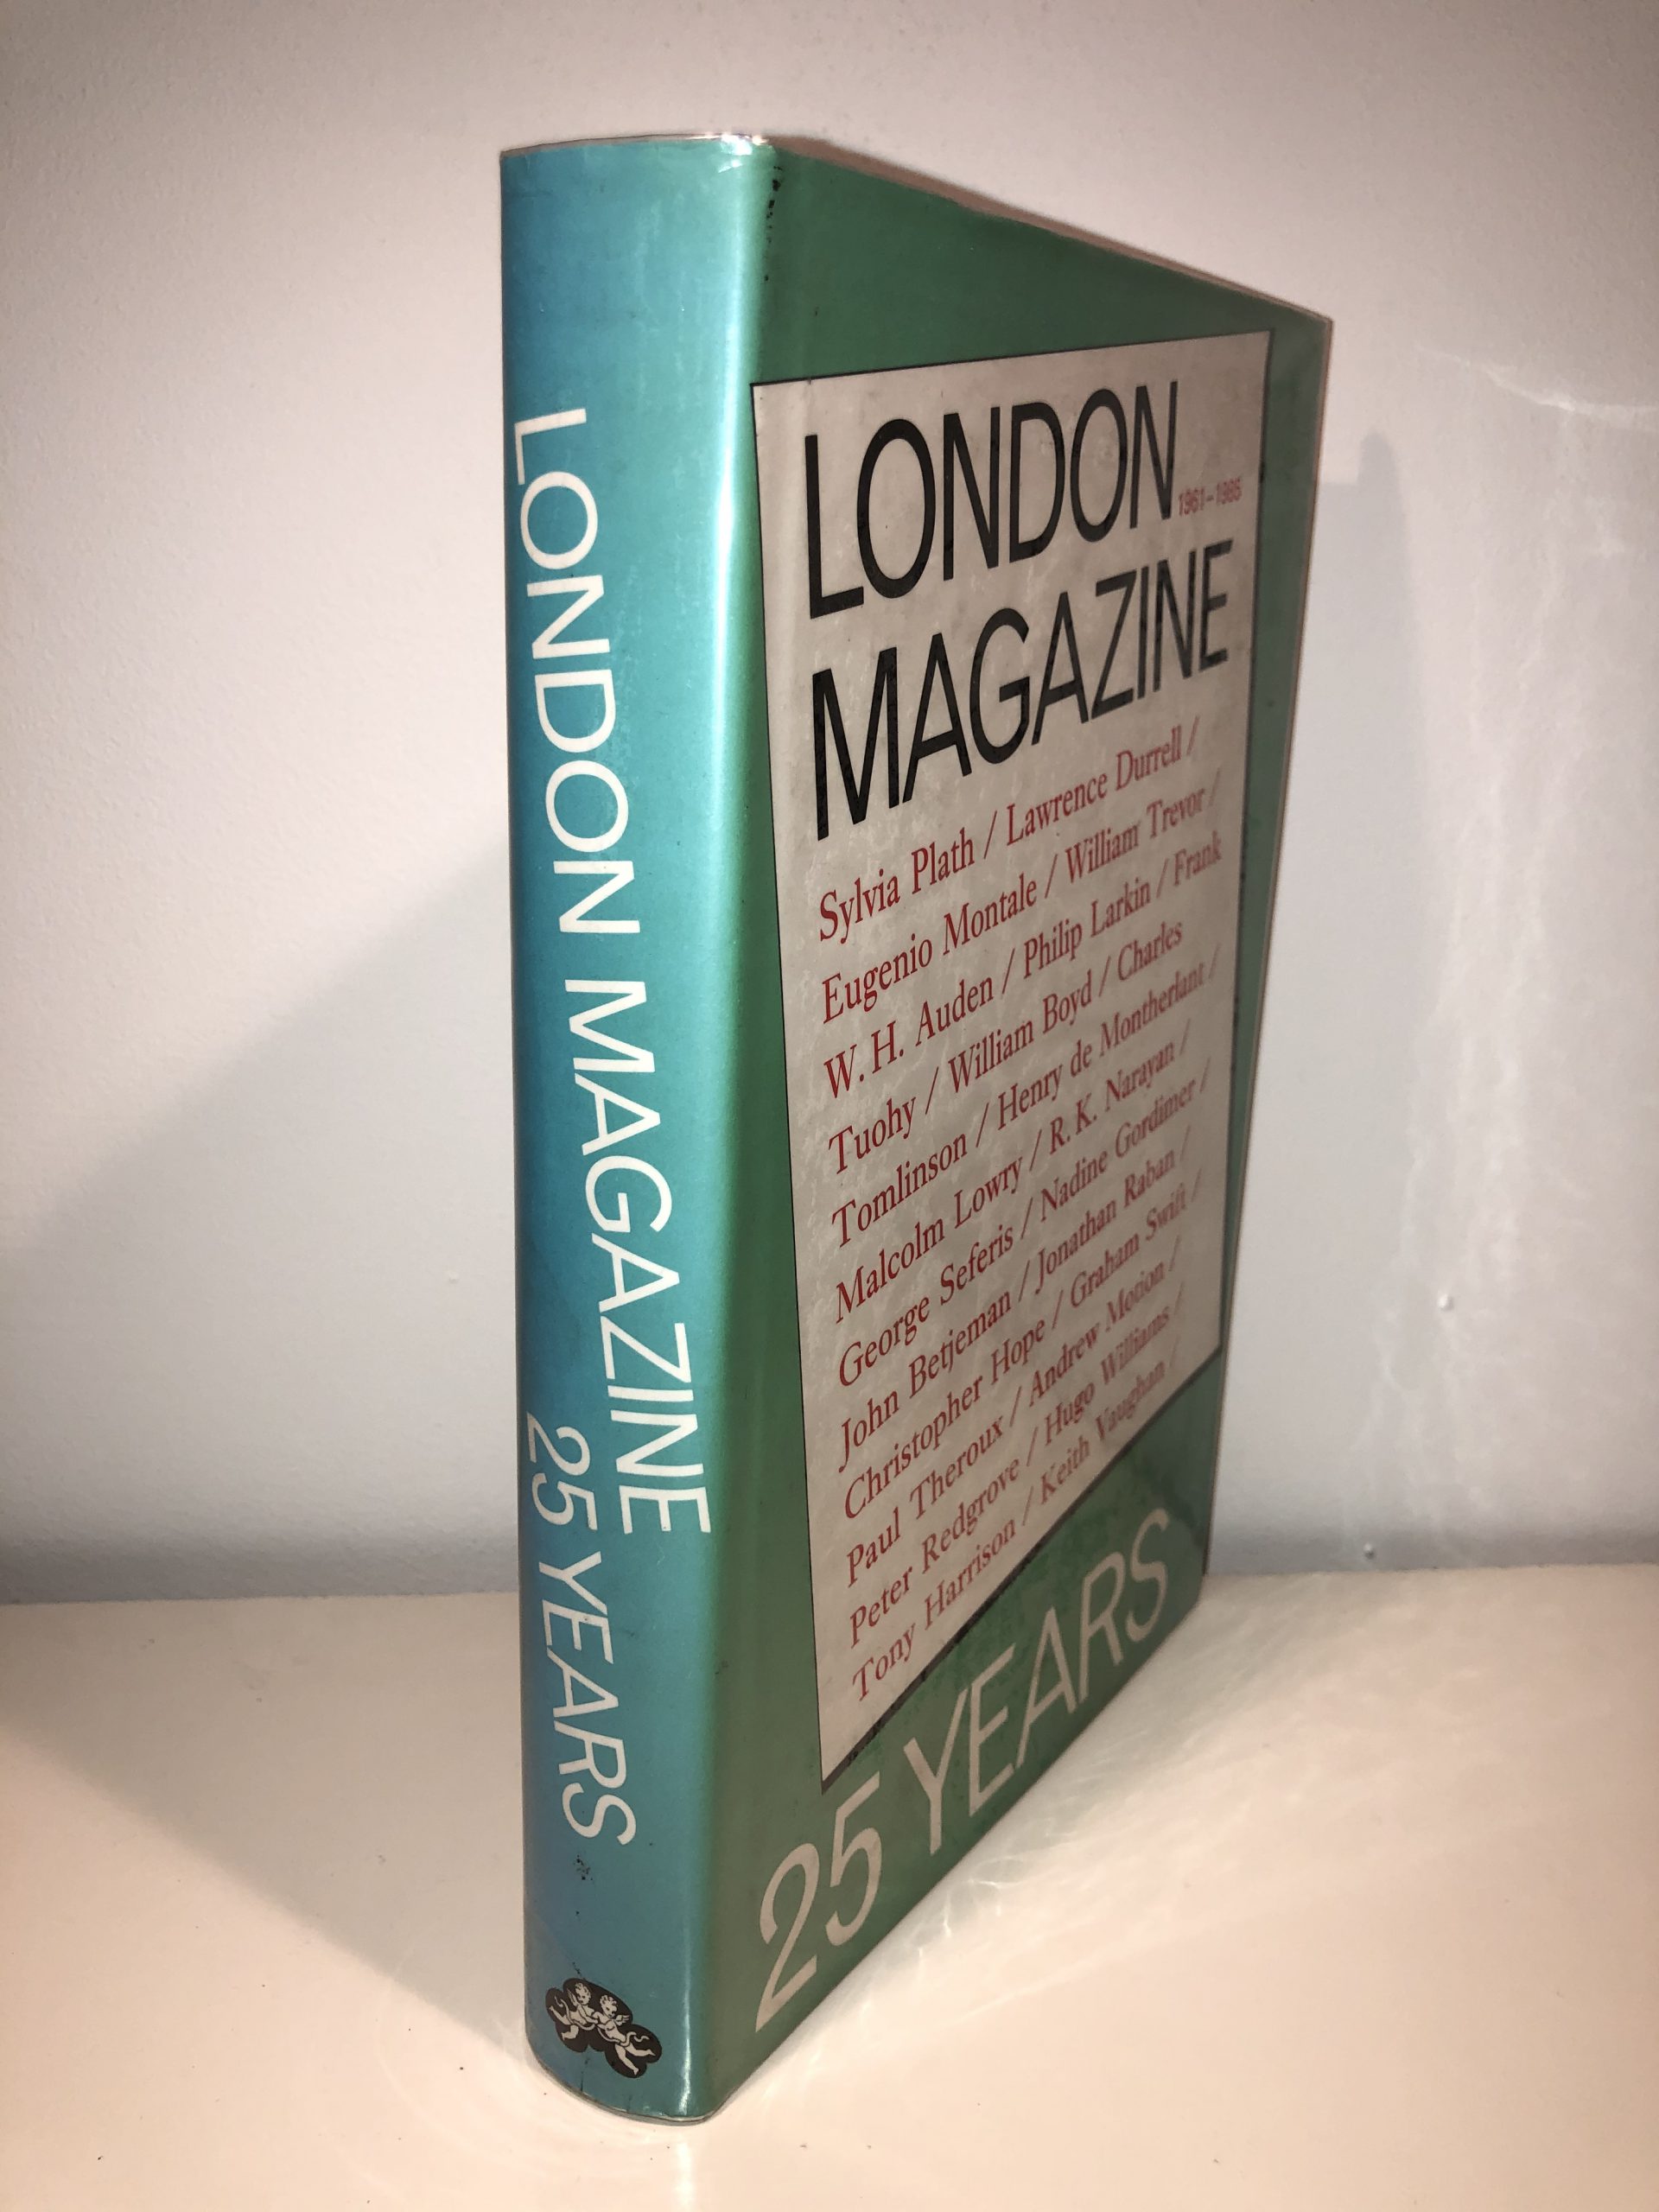 LONDON MAGAZINE
25 YEARS
LONDON
1961–1985
MAGAZINE
Sylvia Plath / Lawrence Durrell /
Eugenio Montale / William Trevor /
W. H. Auden / Philip Larkin / Frank
Tuohy / William Boyd / Charles
Tomlinson / Henry de Montherlant /
Malcolm Lowry / R. K. Narayan /
George Seferis / Nadine Gordimer /
John Betjeman / Jonathan Raban /
Christopher Hope / Graham Swift /
Paul Theroux / Andrew Motion /
Peter Redgrove / Hugo Williams /
Tony Harrison / Keith Vaughan /
25 YEARS